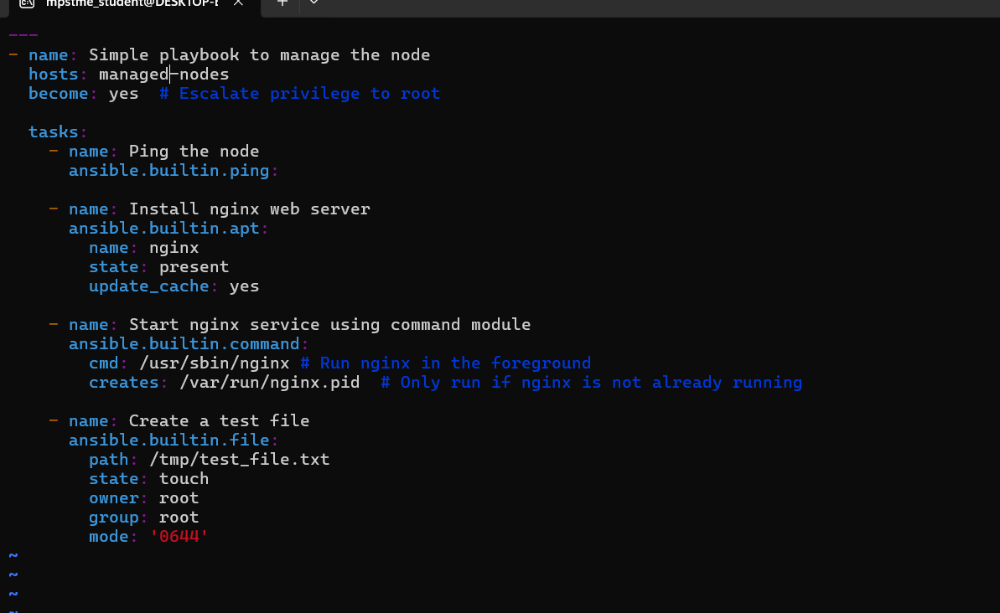 mpstme_student@DESKTOP-
---
- name: Simple playbook to manage the node
  hosts: managed-nodes
  become: yes  # Escalate privilege to root

  tasks:
    - name: Ping the node
      ansible.builtin.ping:

    - name: Install nginx web server
      ansible.builtin.apt:
        name: nginx
        state: present
        update_cache: yes

    - name: Start nginx service using command module
      ansible.builtin.command:
        cmd: /usr/sbin/nginx # Run nginx in the foreground
        creates: /var/run/nginx.pid  # Only run if nginx is not already running

    - name: Create a test file
      ansible.builtin.file:
        path: /tmp/test_file.txt
        state: touch
        owner: root
        group: root
        mode: '0644'
~
~
~
~